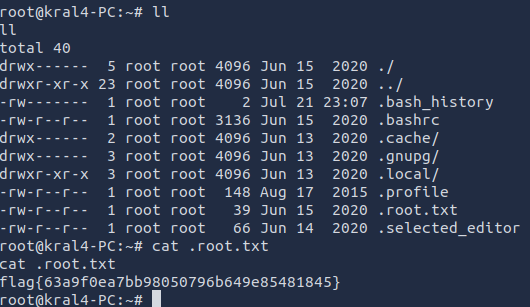 root@kral4-PC:~# ll
ll
total 40
drwx------  5 root root 4096 Jun 15  2020 ./
drwxr-xr-x 23 root root 4096 Jun 15  2020 ../
-rw-------  1 root root    2 Jul 21 23:07 .bash_history
-rw-r--r--  1 root root 3136 Jun 15  2020 .bashrc
drwx------  2 root root 4096 Jun 13  2020 .cache/
drwx------  3 root root 4096 Jun 13  2020 .gnupg/
drwxr-xr-x  3 root root 4096 Jun 13  2020 .local/
-rw-r--r--  1 root root  148 Aug 17  2015 .profile
-rw-r--r--  1 root root   39 Jun 15  2020 .root.txt
-rw-r--r--  1 root root   66 Jun 14  2020 .selected_editor
root@kral4-PC:~# cat .root.txt
cat .root.txt
flag{63a9f0ea7bb98050796b649e85481845}
root@kral4-PC:~#